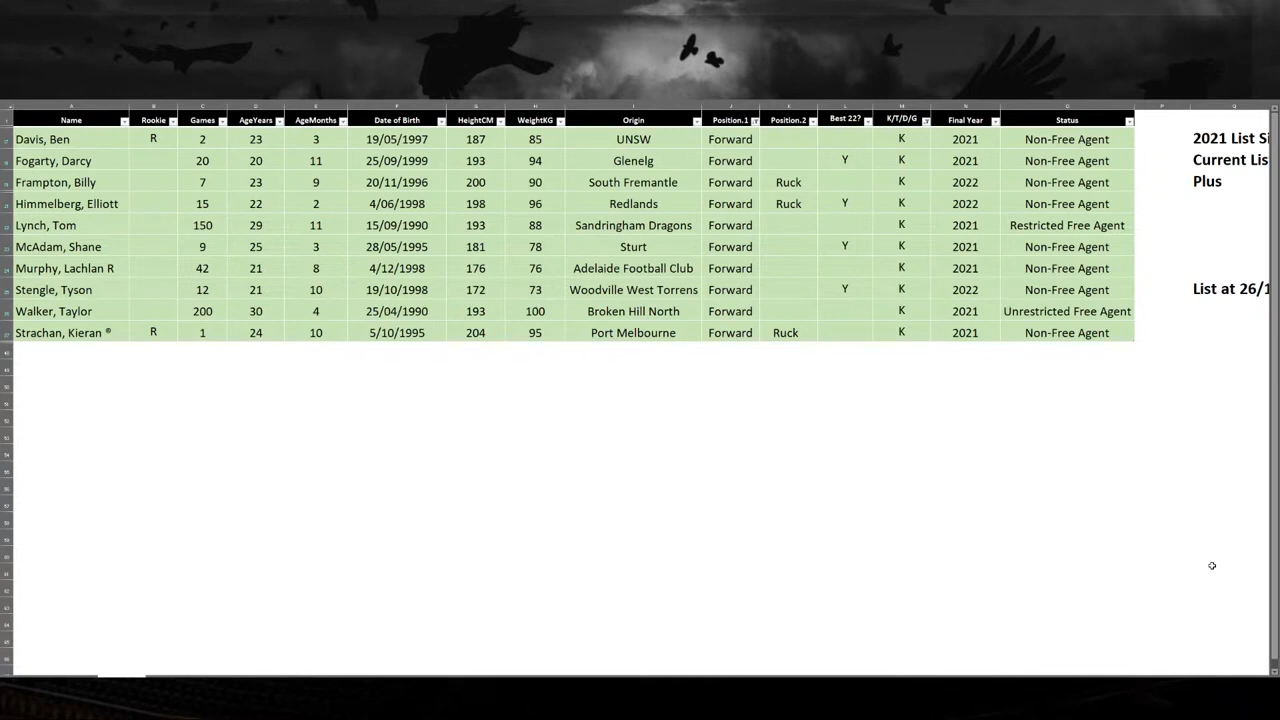 Name Rookie Games AgeYears AgeMonths Date of Birth HeightCM WeightKG Origin Position.1 Position.2 Best 22? K/T/D/G Final Year Status
Davis, Ben R 2 23 3 19/05/1997 187 85 UNSW Forward K 2021 Non-Free Agent 2021 List Si
Fogarty, Darcy 20 20 11 25/09/1999 193 94 Glenelg Forward Y K 2021 Non-Free Agent Current Lis
Frampton, Billy 7 23 9 20/11/1996 200 90 South Fremantle Forward Ruck K 2022 Non-Free Agent Plus
Himmelberg, Elliott 15 22 2 4/06/1998 198 96 Redlands Forward Ruck Y K 2022 Non-Free Agent
Lynch, Tom 150 29 11 15/09/1990 193 88 Sandringham Dragons Forward K 2021 Restricted Free Agent
McAdam, Shane 9 25 3 28/05/1995 181 78 Sturt Forward Y K 2021 Non-Free Agent
Murphy, Lachlan R 42 21 8 4/12/1998 176 76 Adelaide Football Club Forward K 2021 Non-Free Agent
Stengle, Tyson 12 21 10 19/10/1998 172 73 Woodville West Torrens Forward Y K 2022 Non-Free Agent List at 26/1
Walker, Taylor 200 30 4 25/04/1990 193 100 Broken Hill North Forward K 2021 Unrestricted Free Agent
Strachan, Kieran ® R 1 24 10 5/10/1995 204 95 Port Melbourne Forward Ruck K 2021 Non-Free Agent